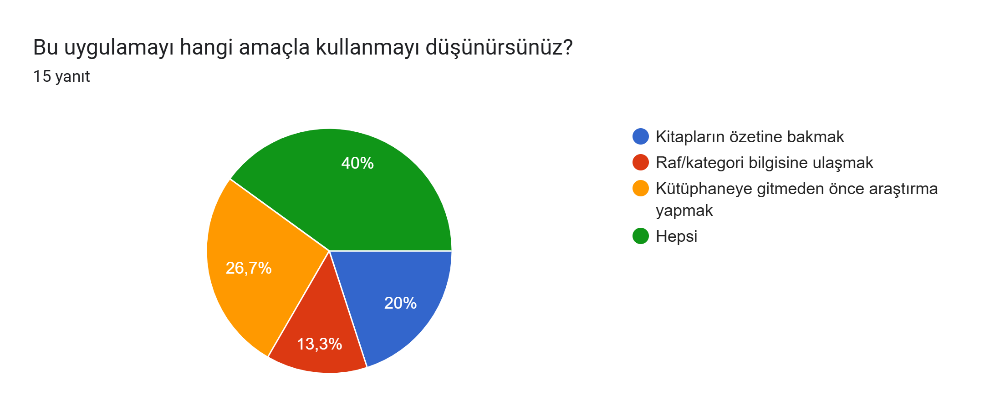 Bu uygulamayı hangi amaçla kullanmayı düşünürsünüz?
15 yanıt
40%
26,7%
20%
13,3%
Kitapların özetine bakmak
Raf/kategori bilgisine ulaşmak
Kütüphaneye gitmeden önce araştırma
yapmak
Hepsi